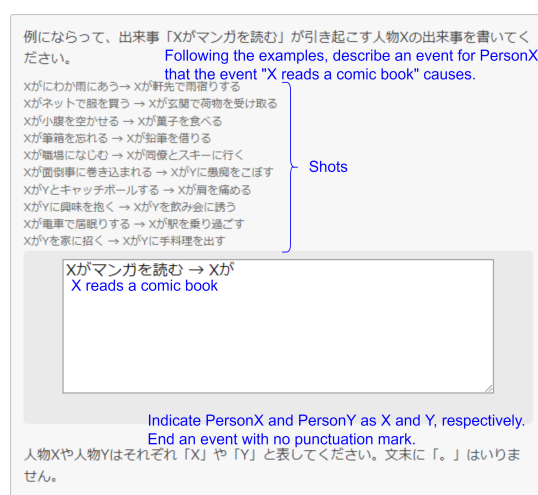 例にならって、出来事「Xがマンガを読む」が引き起こす人物Xの出来事を書いてく
ださい。
Following the examples, describe an event for PersonX
that the event "X reads a comic book" causes.
Xがにわか雨にあう→ Xが軒先で雨宿りする
Xがネットで服を買う → Xが玄関で荷物を受け取る
Xが小腹を空かせる → Xが菓子を食べる
Xが筆箱を忘れる → Xが鉛筆を借りる
Xが職場になじむ → Xが同僚とスキーに行く
Xが面倒事に巻き込まれる → XがYに愚痴をこぼす
XがYとキャッチボールする → Xが肩を痛める
XがYに興味を抱く → XがYを飲み会に誘う
Xが電車で居眠りする → Xが駅を乗り過ごす
XがYを家に招く → XがYに手料理を出す
Shots
Xがマンガを読む → Xが
X reads a comic book
Indicate PersonX and PersonY as X and Y, respectively.
End an event with no punctuation mark.
人物Xや人物Yはそれぞれ「X」や「Y」と表してください。文末に「。」はいりま
せん。